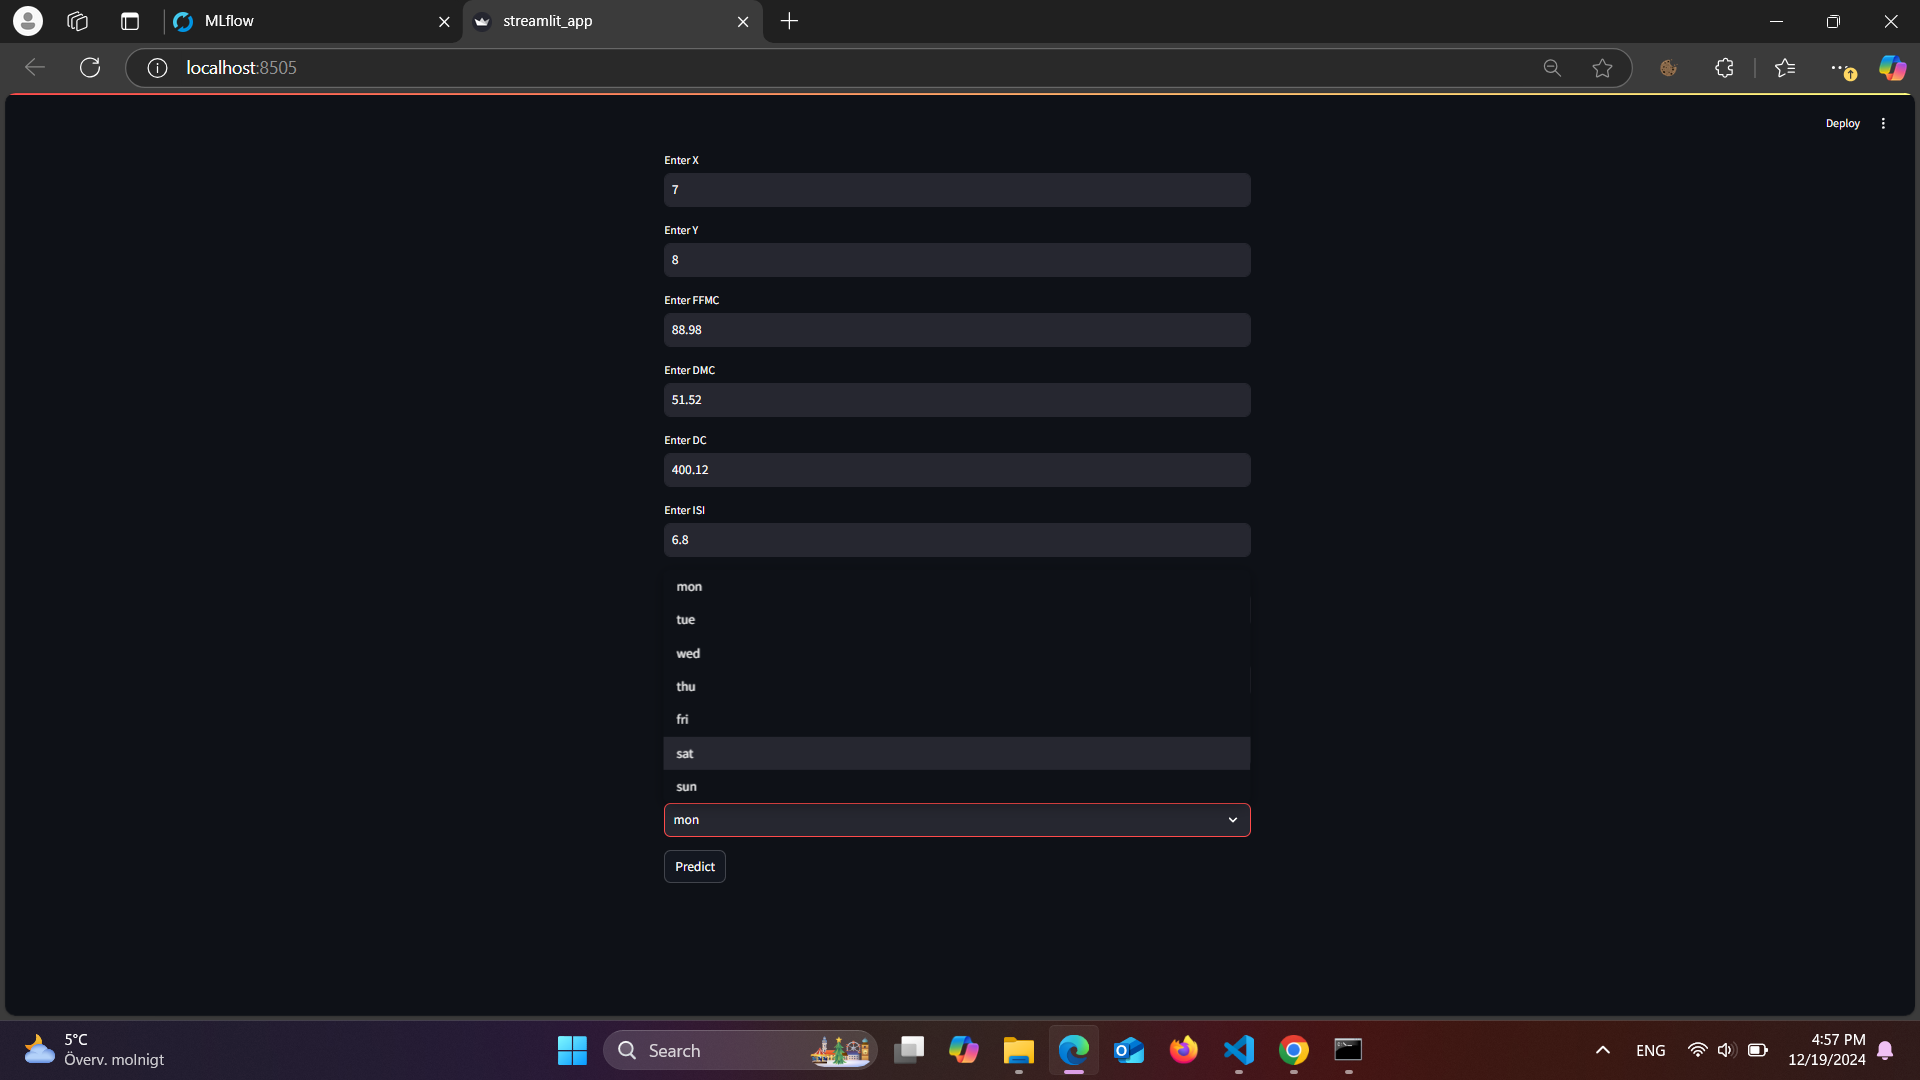 MLflow
streamlit_app
localhost:8505
Deploy
Enter X
7
Enter Y
8
Enter FFMC
88.98
Enter DMC
51.52
Enter DC
400.12
Enter ISI
6.8
mon
tue
wed
thu
fri
sat
sun
mon
Predict
5°C
Överv. molnigt
Search
ENG
4:57 PM
12/19/2024